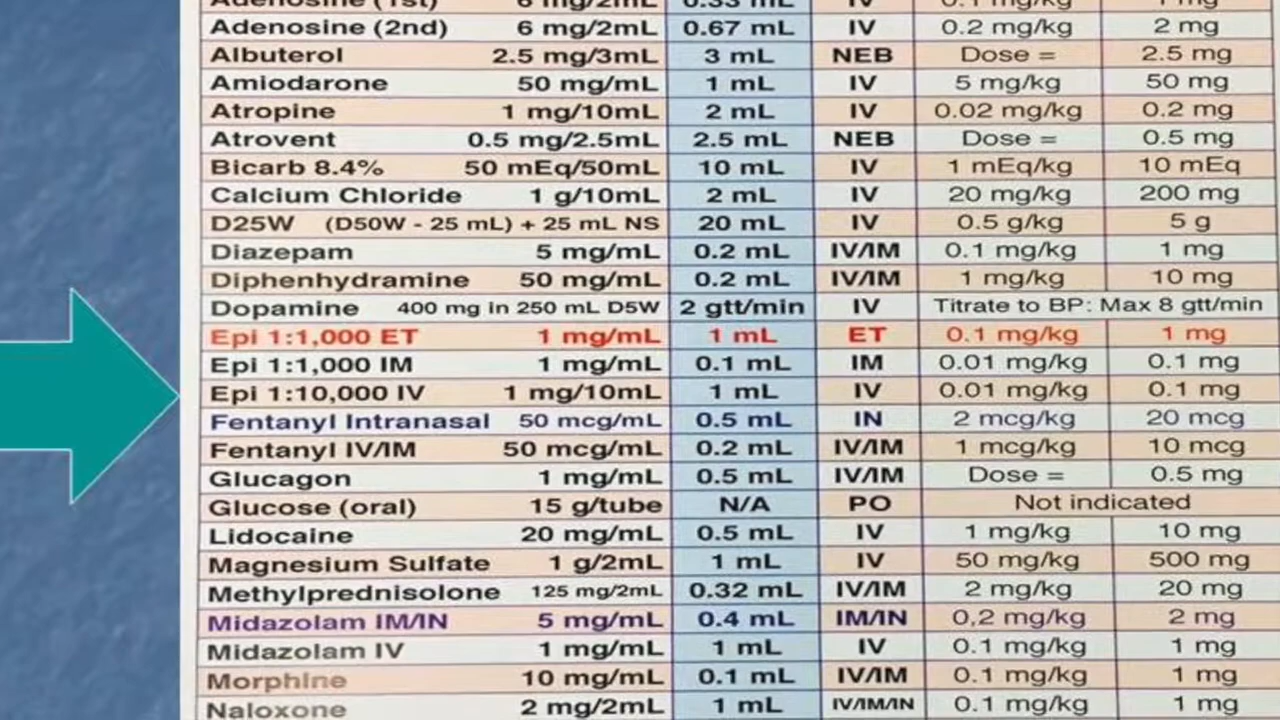 Adenosine (1st) 6 mg/2mL 0.33 mL IV 0.1 mg/kg 1 mg
Adenosine (2nd) 6 mg/2mL 0.67 mL IV 0.2 mg/kg 2 mg
Albuterol 2.5 mg/3mL 3 mL NEB Dose = 2.5 mg
Amiodarone 50 mg/mL 1 mL IV 5 mg/kg 50 mg
Atropine 1 mg/10mL 2 mL IV 0.02 mg/kg 0.2 mg
Atrovent 0.5 mg/2.5mL 2.5 mL NEB Dose = 0.5 mg
Bicarb 8.4% 50 mEq/50mL 10 mL IV 1 mEq/kg 10 mEq
Calcium Chloride 1 g/10mL 2 mL IV 20 mg/kg 200 mg
D25W (D50W - 25 mL) + 25 mL NS 20 mL IV 0.5 g/kg 5 g
Diazepam 5 mg/mL 0.2 mL IV/IM 0.1 mg/kg 1 mg
Diphenhydramine 50 mg/mL 0.2 mL IV/IM 1 mg/kg 10 mg
Dopamine 400 mg in 250 mL D5W 2 gtt/min IV Titrate to BP: Max 8 gtt/min
Epi 1:1,000 ET 1 mg/mL 1 mL ET 0.1 mg/kg 1 mg
Epi 1:1,000 IM 1 mg/mL 0.1 mL IM 0.01 mg/kg 0.1 mg
Epi 1:10,000 IV 1 mg/10mL 1 mL IV 0.01 mg/kg 0.1 mg
Fentanyl Intranasal 50 mcg/mL 0.5 mL IN 2 mcg/kg 20 mcg
Fentanyl IV/IM 50 mcg/mL 0.2 mL IV/IM 1 mcg/kg 10 mcg
Glucagon 1 mg/mL 0.5 mL IV/IM Dose = 0.5 mg
Glucose (oral) 15 g/tube N/A PO Not indicated
Lidocaine 20 mg/mL 0.5 mL IV 1 mg/kg 10 mg
Magnesium Sulfate 1 g/2mL 1 mL IV 50 mg/kg 500 mg
Methylprednisolone 125 mg/2mL 0.32 mL IV/IM 2 mg/kg 20 mg
Midazolam IM/IN 5 mg/mL 0.4 mL IM/IN 0,2 mg/kg 2 mg
Midazolam IV 1 mg/mL 1 mL IV 0.1 mg/kg 1 mg
Morphine 10 mg/mL 0.1 mL IV/IM 0.1 mg/kg 1 mg
Naloxone 2 mg/2mL 1 mL IV/IM/IN 0.1 mg/kg 1 mg